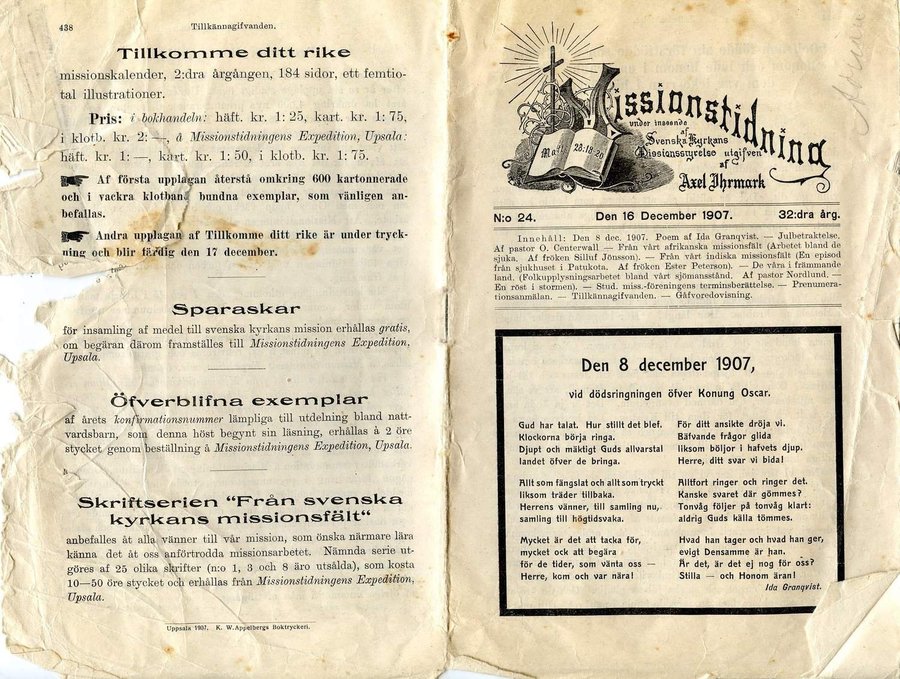 438
Tillkännagifvanden.
Tillkomme ditt rike
missionskalender, 2:dra årgången, 184 sidor, ett femtio-
tal illustrationer.
Pris: i bokhandeln: häft. kr. 1:25, kart. kr. 1:75,
i klotb. kr. 2:—, å Missionstidningens Expedition, Upsala:
häft. kr. 1:—, kart. kr. 1:50, i klotb. kr. 1:75.
Af första upplagan återstå omkring 600 kartonnerade
och i vackra klotband bundna exemplar, som vänligen an-
befallas.
Andra upplagan af Tillkomme ditt rike är under tryck-
ning och blir färdig den 17 december.
Sparaskar
för insamling af medel till svenska kyrkans mission erhållas gratis,
om begäran därom framställes till Missionstidningens Expedition,
Upsala.
Öfverblifna exemplar
af årets konfirmationsnummer lämpliga till utdelning bland natt-
vardsbarn, som denna höst begynt sin läsning, erhållas à 2 öre
stycket genom beställning å Missionstidningens Expedition, Upsala.
Skriftserien “Från svenska
kyrkans missionsfält“
anbefalles åt alla vänner till vår mission, som önska närmare lära
känna det åt oss anförtrodda missionsarbetet. Nämnda serie ut-
göres af 25 olika skrifter (n:o 1, 3 och 8 äro utsålda), som kosta
10—50 öre stycket och erhållas från Missionstidningens Expedition,
Upsala.
Uppsala 1907. K. W. Appelbergs Boktryckeri.
Missionstidning
under inseende
af
Svenska Kyrkans
Missionsstyrelse utgifven
af
Axel Ihrmark
Mat. 28:18-20
N:o 24. Den 16 December 1907. 32:dra årg.
Innehåll: Den 8 dec. 1907. Poem af Ida Granqvist. — Julbetraktelse.
Af pastor O. Centerwall — Från vårt afrikanska missionsfält (Arbetet bland de
sjuka. Af fröken Silluf Jönsson). — Från vårt indiska missionsfält (En episod
från sjukhuset i Patukota. Af fröken Ester Peterson). — De våra i främmande
land. (Folkupplysningsarbetet bland vårt sjömansstånd. Af pastor Nordlund. —
En röst i stormen). — Stud. miss.-föreningens terminsberättelse. — Prenumera-
tionsanmälan. — Tillkännagifvanden. — Gåfvoredovisning.
Den 8 december 1907,
vid dödsringningen öfver Konung Oscar.
Gud har talat. Hur stillt det blef.
Klockorna börja ringa.
Djupt och mäktigt Guds allvarstal
landet öfver de bringa.
Allt som fängslat och allt som tryckt
liksom träder tillbaka.
Herrens vänner, till samling nu,
samling till högtidsvaka.
Mycket är det att tacka för,
mycket ock att begära
för de tider, som vänta oss —
Herre, kom och var nära!
För ditt ansikte dröja vi.
Bäfvande frågor glida
liksom böljor i hafvets djup.
Herre, ditt svar vi bida!
Alltfort ringer och ringer det.
Kanske svaret där gömmes?
Tonvåg följer på tonvåg klart:
aldrig Guds källa tömmes.
Hvad han tager och hvad han ger,
evigt Densamme är han.
Är det, är det ej nog för oss?
Stilla — och Honom äran!
Ida Granqvist.